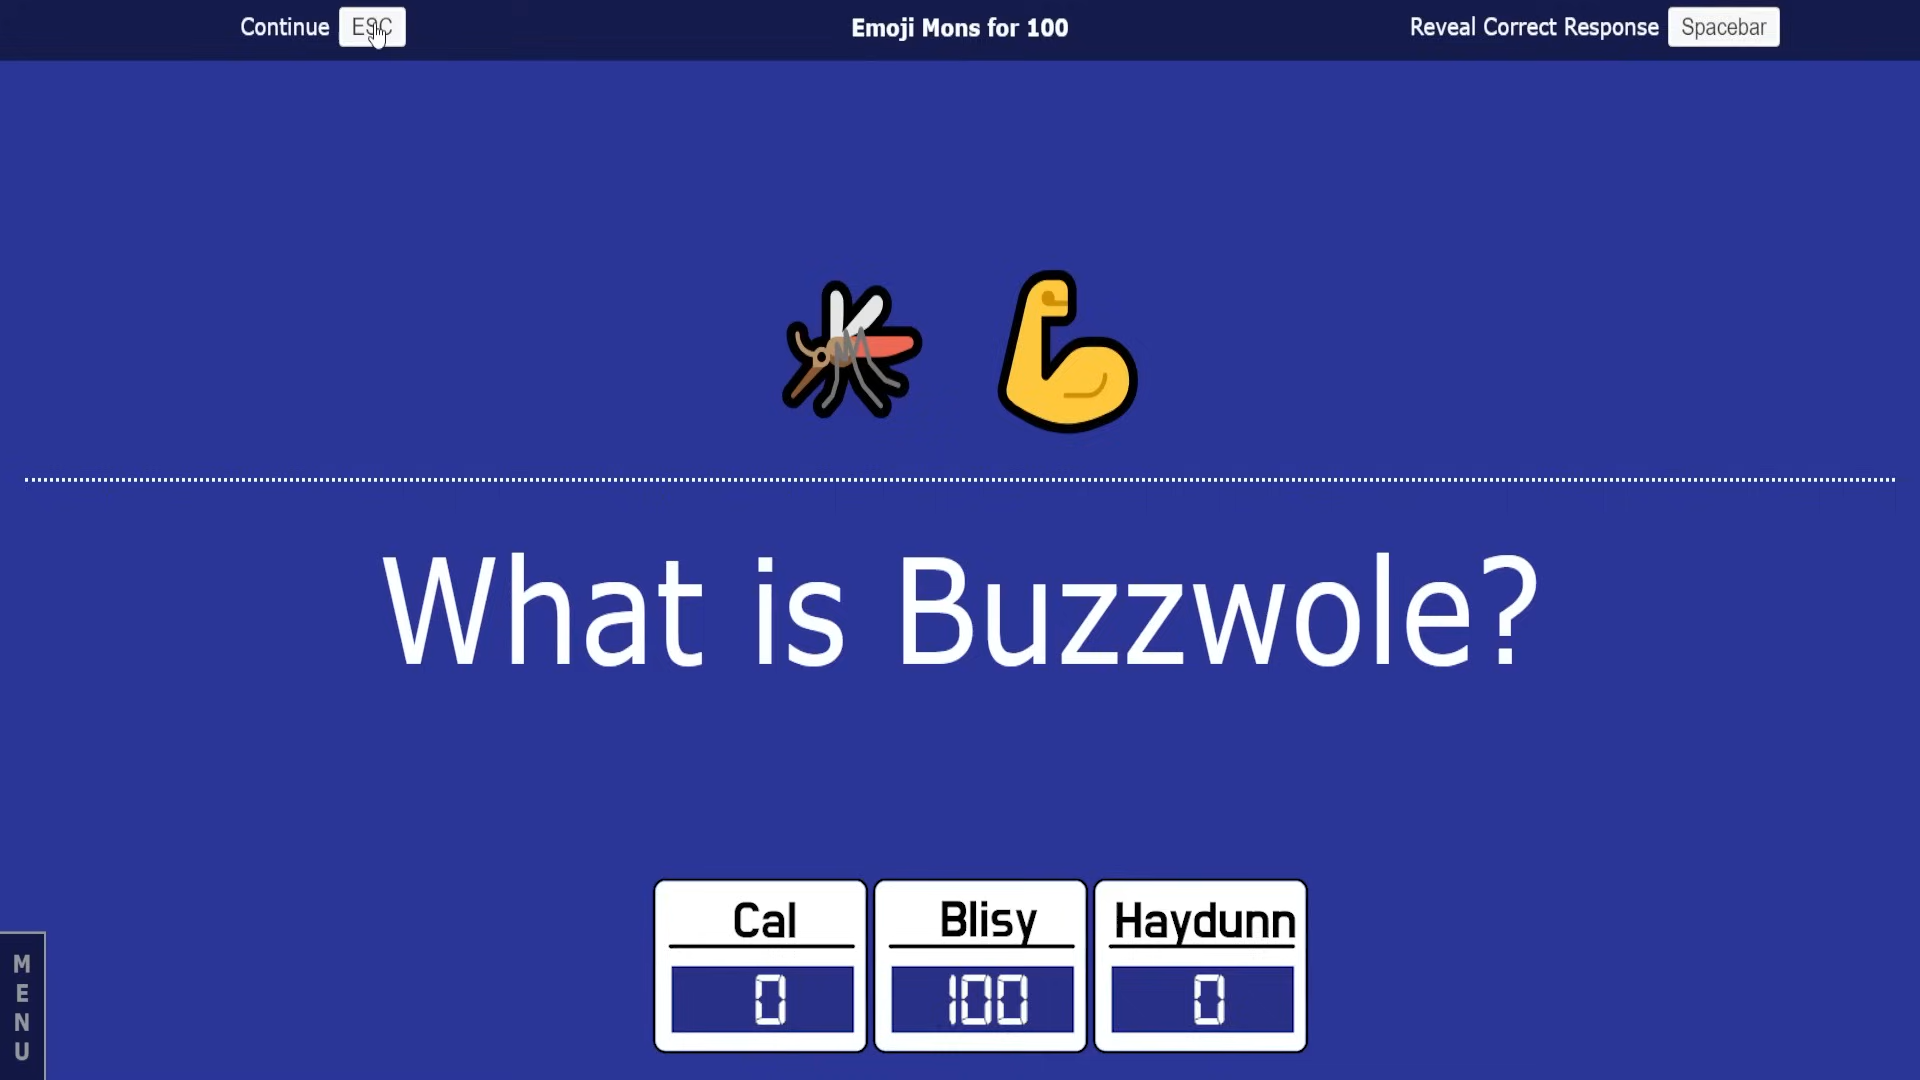 Continue ESC
Emoji Mons for 100
Reveal Correct Response Spacebar
What is Buzzwole?
Cal
0
Blisy
100
Haydunn
0
MENU